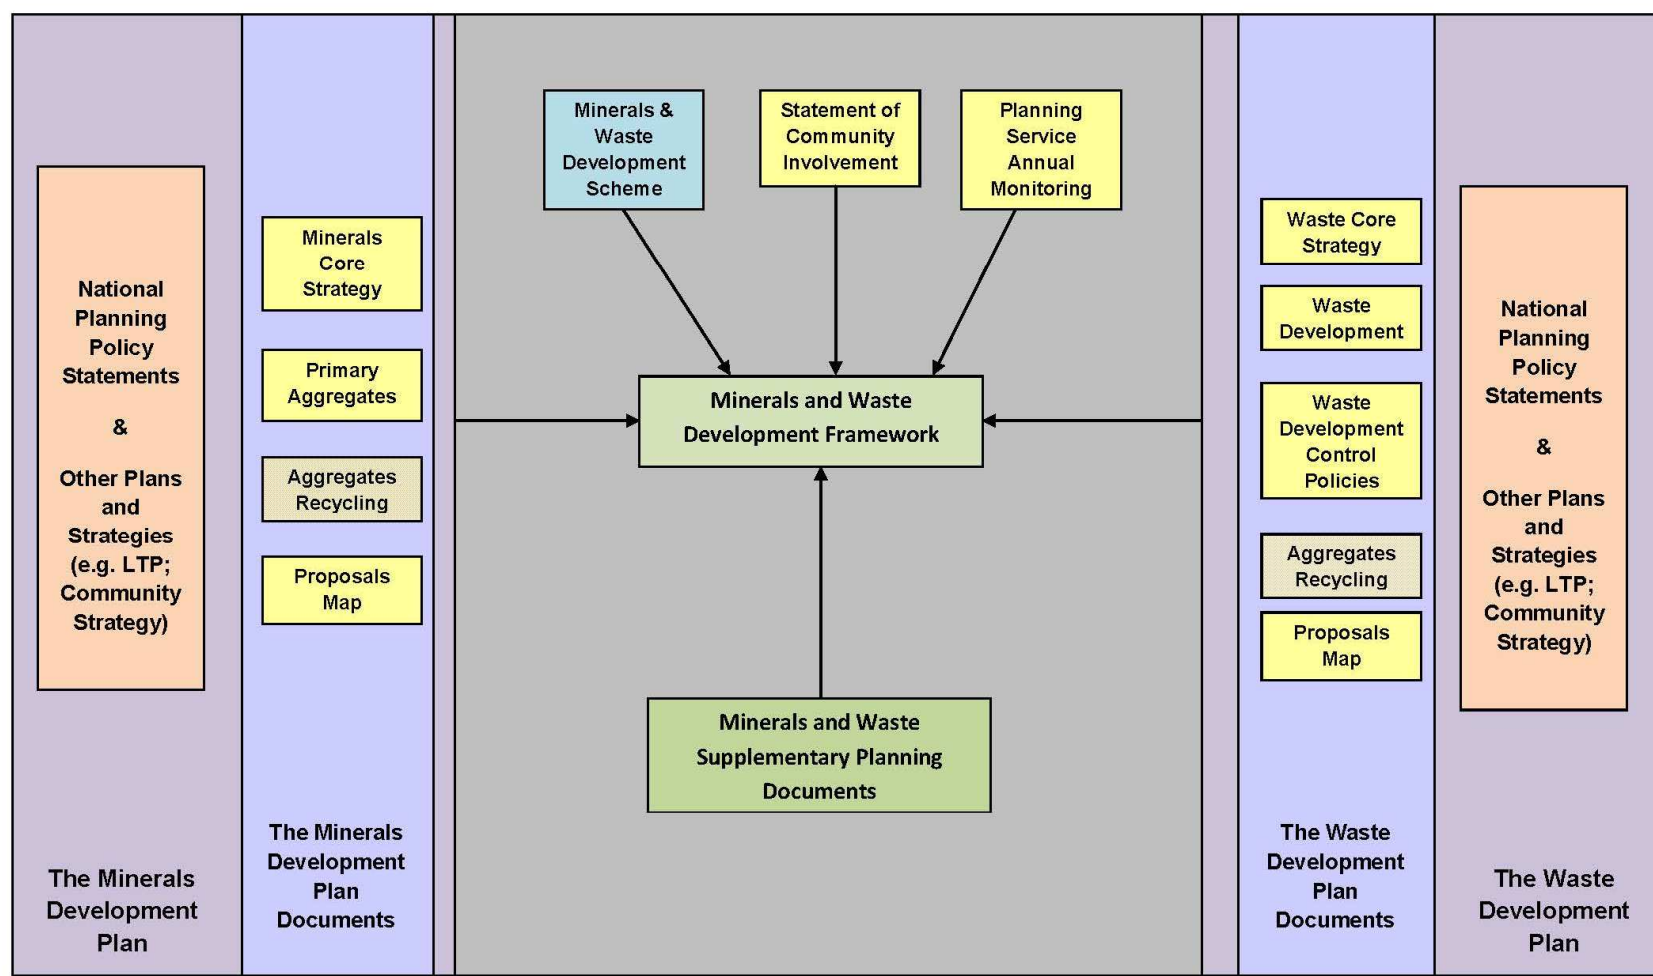 National
Planning
Policy
Statements
&
Other Plans
and
Strategies
(e.g. LTP;
Community
Strategy)
The Minerals
Development
Plan
Minerals
Core
Strategy
Primary
Aggregates
Aggregates
Recycling
Proposals
Map
The Minerals
Development
Plan
Documents
Minerals &
Waste
Development
Scheme
Statement of
Community
Involvement
Planning
Service
Annual
Monitoring
Minerals and Waste
Development Framework
Minerals and Waste
Supplementary Planning
Documents
Waste Core
Strategy
Waste
Development
Waste
Development
Control
Policies
Aggregates
Recycling
Proposals
Map
The Waste
Development
Plan
Documents
National
Planning
Policy
Statements
&
Other Plans
and
Strategies
(e.g. LTP;
Community
Strategy)
The Waste
Development
Plan